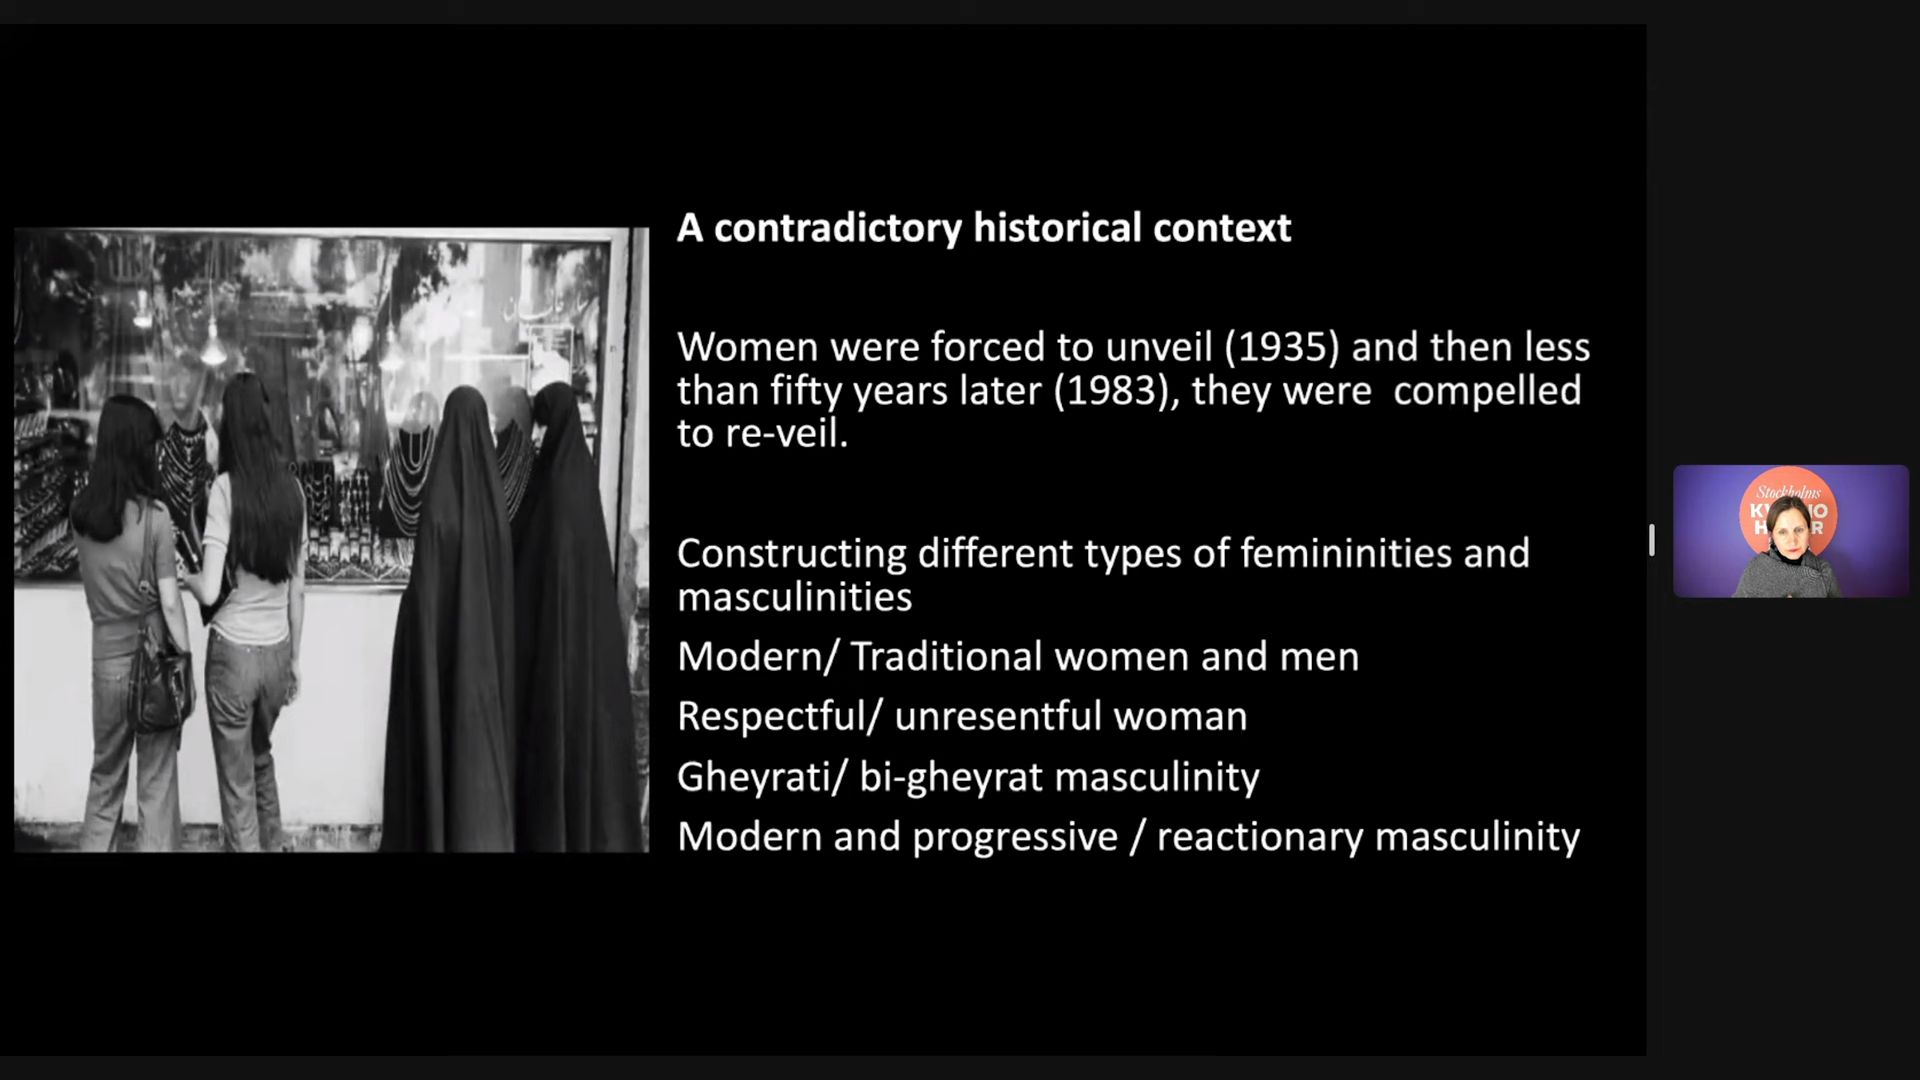 A contradictory historical context
Women were forced to unveil (1935) and then less
than fifty years later (1983), they were  compelled
to re-veil.
Constructing different types of femininities and
masculinities
Modern/ Traditional women and men
Respectful/ unresentful woman
Gheyrati/ bi-gheyrat masculinity
Modern and progressive / reactionary masculinity
Stockholms